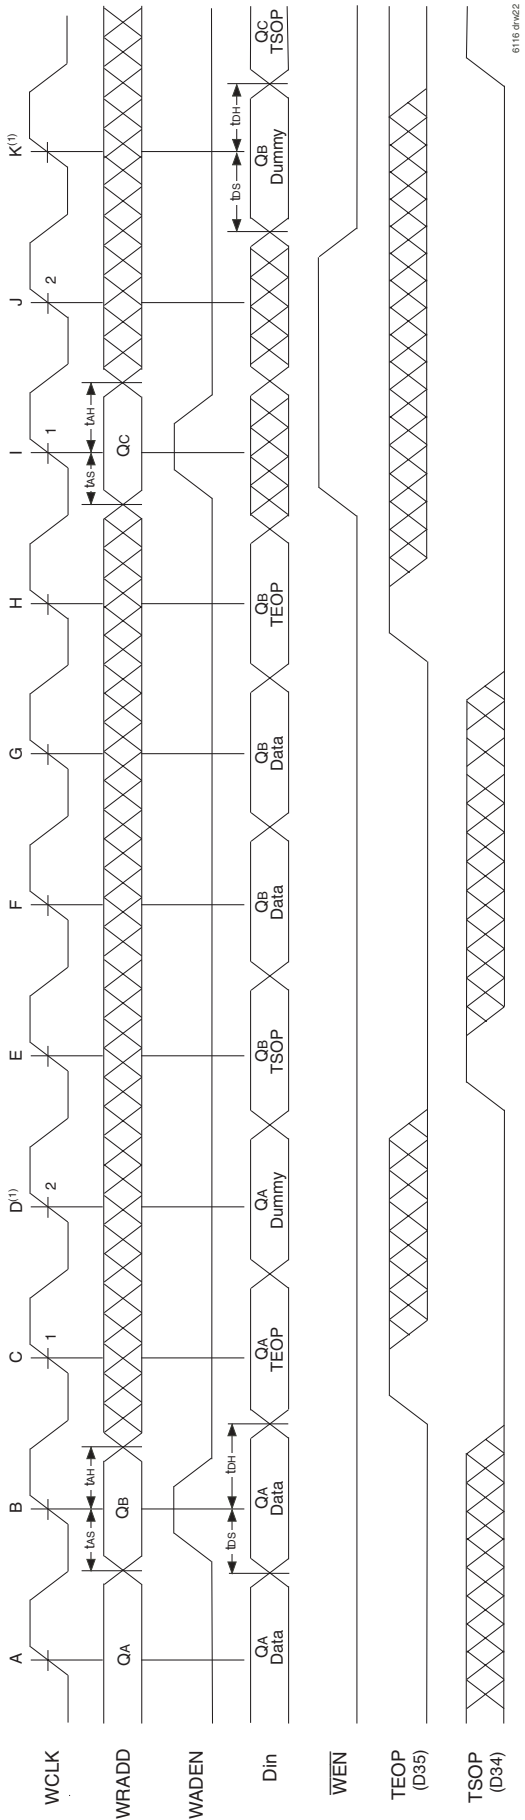 A B C D(1) E F G H I J K(1)
WCLK
1 2 1 2
WRADD
QA QB QC
tAS tAH tAS tAH
WADEN
Din
QA Data
QA Data
QA TEOP
QA Dummy
QB TSOP
QB Data
QB Data
QB TEOP
QB Dummy
QC TSOP
tDS tDH tDS tDH
WEN
TEOP
(D35)
TSOP
(D34)
6116 drw22